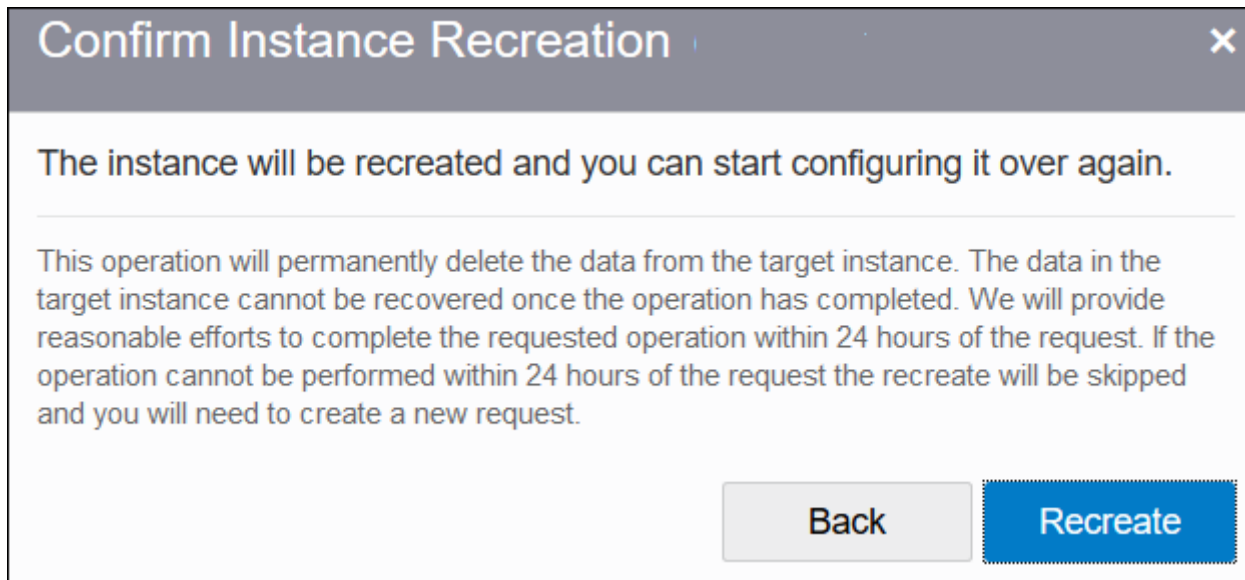 Confirm Instance Recreation
×
The instance will be recreated and you can start configuring it over again.
This operation will permanently delete the data from the target instance. The data in the
target instance cannot be recovered once the operation has completed. We will provide
reasonable efforts to complete the requested operation within 24 hours of the request. If the
operation cannot be performed within 24 hours of the request the recreate will be skipped
and you will need to create a new request.
Back
Recreate